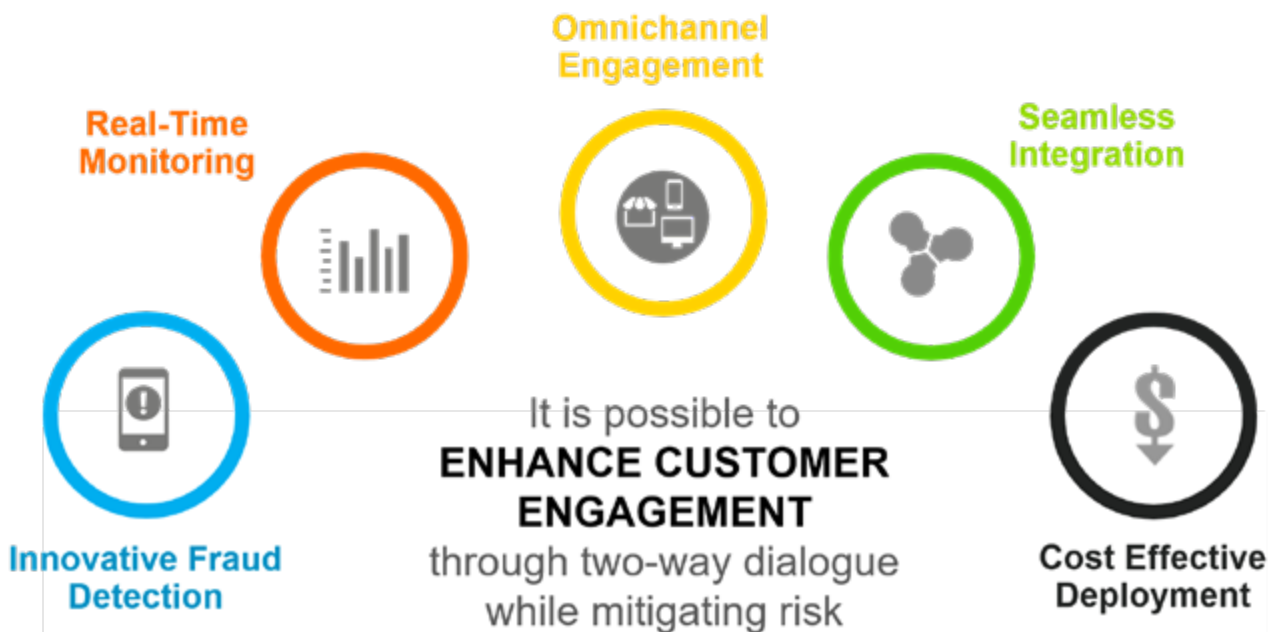 Omnichannel
Engagement
Real-Time
Monitoring
Seamless
Integration
Innovative Fraud
Detection
It is possible to
ENHANCE CUSTOMER
ENGAGEMENT
through two-way dialogue
while mitigating risk
Cost Effective
Deployment